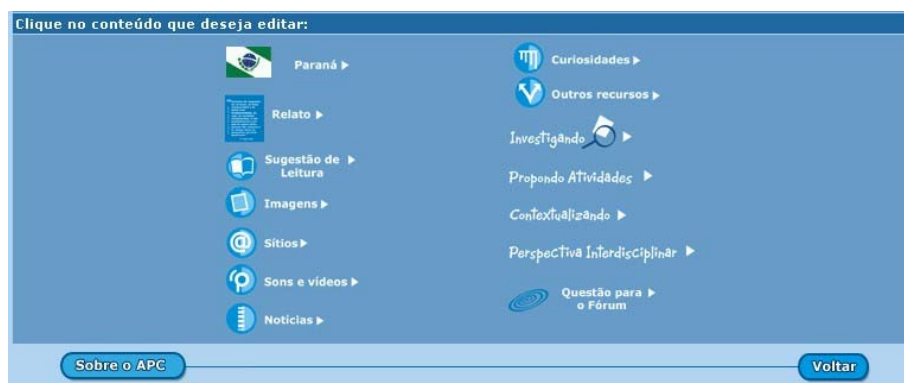 Clique no conteúdo que deseja editar:
Paraná
Relato
Sugestão de
Leitura
Imagens
Sítios
Sons e vídeos
Notícias
Curiosidades
Outros recursos
Investigando
Propondo Atividades
Contextualizando
Perspectiva Interdisciplinar
Questão para
o Fórum
Sobre o APC
Voltar